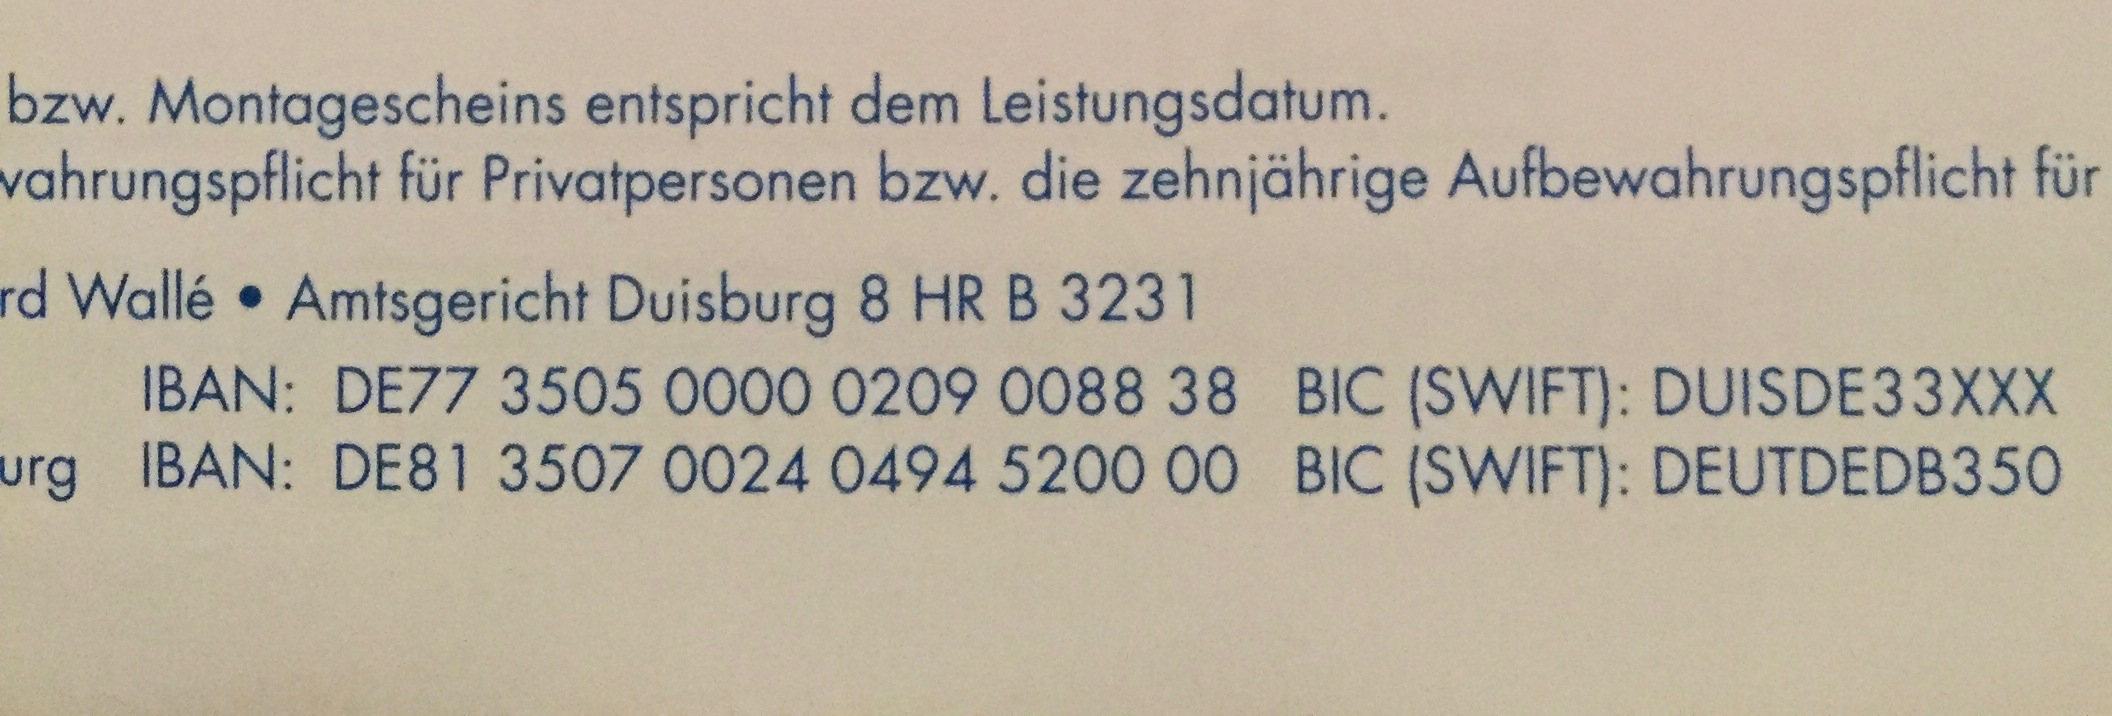 bzw. Montagescheins entspricht dem Leistungsdatum.
wahrungspflicht für Privatpersonen bzw. die zehnjährige Aufbewahrungspflicht für
rd Wallé • Amtsgericht Duisburg 8 HR B 3231
IBAN: DE77 3505 0000 0209 0088 38 BIC (SWIFT): DUISDE33XXX
urg IBAN: DE81 3507 0024 0494 5200 00 BIC (SWIFT): DEUTDEDB350